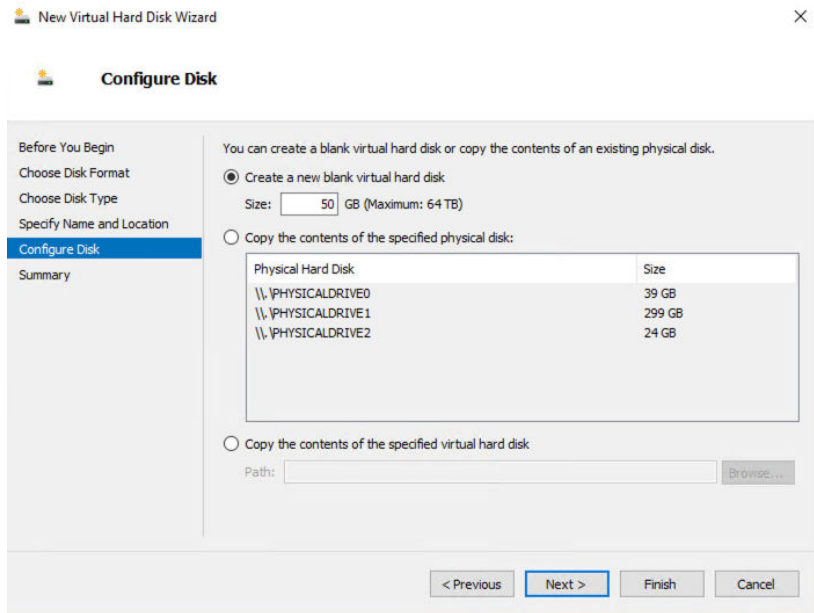 New Virtual Hard Disk Wizard
Configure Disk
Before You Begin
Choose Disk Format
Choose Disk Type
Specify Name and Location
Configure Disk
Summary
You can create a blank virtual hard disk or copy the contents of an existing physical disk.
Create a new blank virtual hard disk
Size: 50 GB (Maximum: 64 TB)
Copy the contents of the specified physical disk:
Physical Hard Disk Size
\\.\PHYSICALDRIVE0 39 GB
\\.\PHYSICALDRIVE1 299 GB
\\.\PHYSICALDRIVE2 24 GB
Copy the contents of the specified virtual hard disk
Path: Browse...
< Previous Next > Finish Cancel